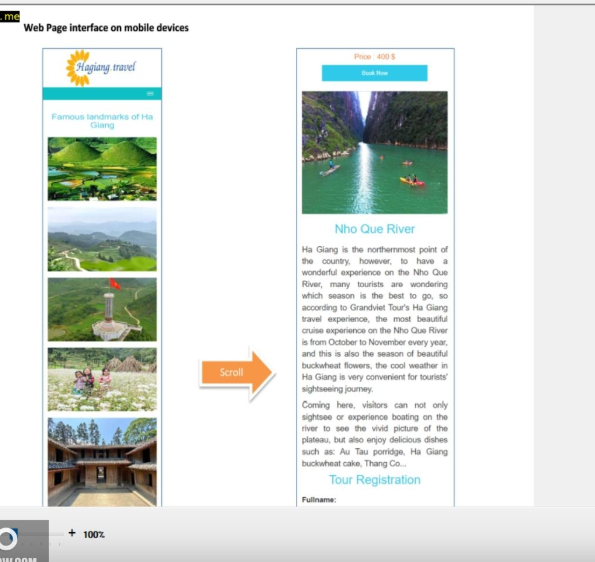 . me
Web Page interface on mobile devices
Hagiang travel
Famous landmarks of Ha
Giang
Scroll
Price : 400 $
Book Now
Nho Que River
Ha Giang is the northernmost point of
the country, however, to have a
wonderful experience on the Nho Que
River, many tourists are wondering
which season is the best to go, so
according to Grandviet Tour's Ha Giang
travel experience, the most beautiful
cruise experience on the Nho Que River
is from October to November every year,
and this is also the season of beautiful
buckwheat flowers, the cool weather in
Ha Giang is very convenient for tourists'
sightseeing journey.
Coming here, visitors can not only
sightsee or experience boating on the
river to see the vivid picture of the
plateau, but also enjoy delicious dishes
such as: Au Tau porridge, Ha Giang
buckwheat cake, Thang Co...
Tour Registration
Fullname:
+ 100%